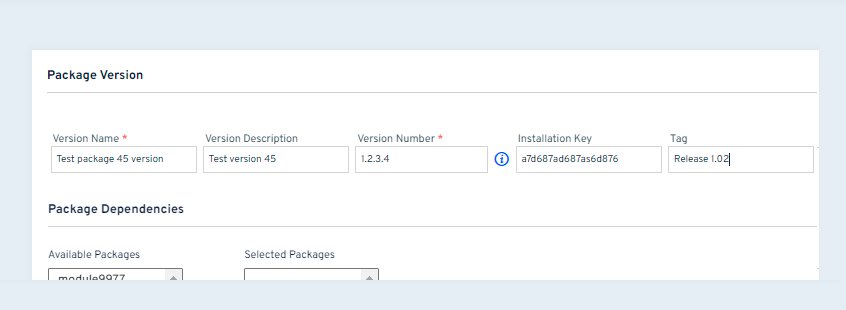 Package Version
Version Name * Version Description Version Number * Installation Key Tag
Test package 45 version Test version 45 1.2.3.4 a7d687ad687as6d876 Release 1.02
Package Dependencies
Available Packages Selected Packages
module9977